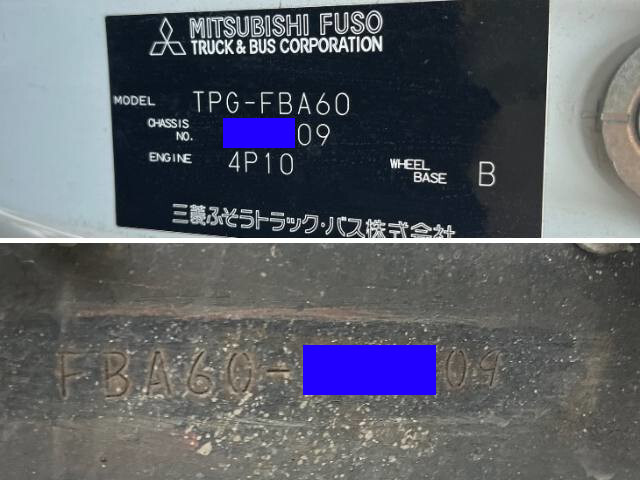 MITSUBISHI FUSO
TRUCK & BUS CORPORATION
MODEL TPG-FBA60
CHASSIS NO. 09
ENGINE 4P10
WHEEL BASE B
三菱ふそうトラック・バス株式会社
FBA60- 09